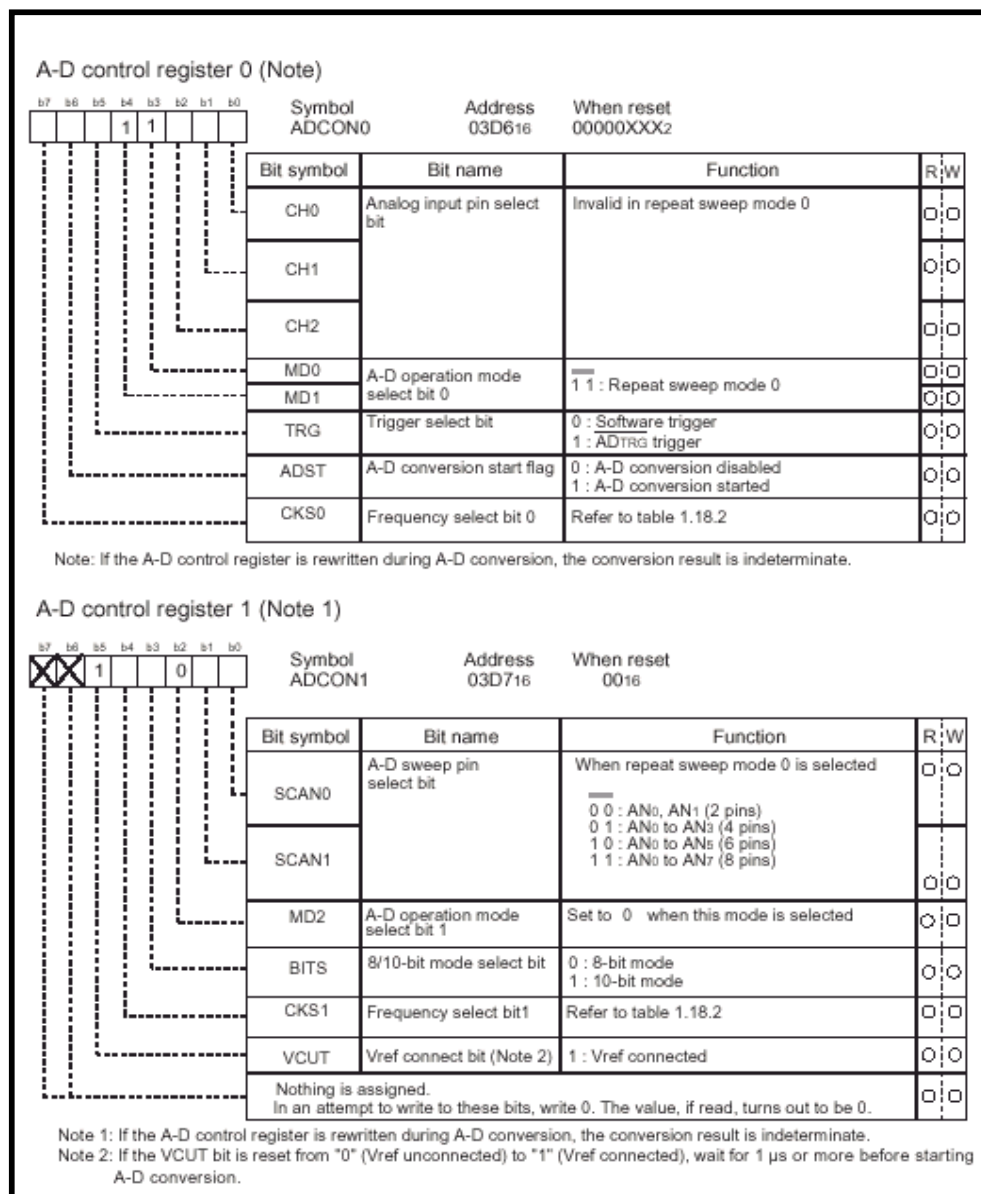 A-D control register 0 (Note)
b7 b6 b5 b4 b3 b2 b1 b0
1 1
Symbol Address When reset
ADCON0 03D616 00000XXX2
Bit symbol Bit name Function R W
CH0 Analog input pin select bit Invalid in repeat sweep mode 0 O O
CH1 O O
CH2 O O
MD0 A-D operation mode select bit 0 1 1 : Repeat sweep mode 0 O O
MD1 O O
TRG Trigger select bit 0 : Software trigger O O
1 : ADTRG trigger
ADST A-D conversion start flag 0 : A-D conversion disabled O O
1 : A-D conversion started
CKS0 Frequency select bit 0 Refer to table 1.18.2 O O
Note: If the A-D control register is rewritten during A-D conversion, the conversion result is indeterminate.
A-D control register 1 (Note 1)
b7 b6 b5 b4 b3 b2 b1 b0
X X 1 0
Symbol Address When reset
ADCON1 03D716 0016
Bit symbol Bit name Function R W
SCAN0 A-D sweep pin select bit When repeat sweep mode 0 is selected O O
0 0 : AN0, AN1 (2 pins)
0 1 : AN0 to AN3 (4 pins)
1 0 : AN0 to AN5 (6 pins)
1 1 : AN0 to AN7 (8 pins)
SCAN1 O O
MD2 A-D operation mode select bit 1 Set to 0 when this mode is selected O O
BITS 8/10-bit mode select bit 0 : 8-bit mode O O
1 : 10-bit mode
CKS1 Frequency select bit1 Refer to table 1.18.2 O O
VCUT Vref connect bit (Note 2) 1 : Vref connected O O
Nothing is assigned.
In an attempt to write to these bits, write 0. The value, if read, turns out to be 0. O O
Note 1: If the A-D control register is rewritten during A-D conversion, the conversion result is indeterminate.
Note 2: If the VCUT bit is reset from "0" (Vref unconnected) to "1" (Vref connected), wait for 1 µs or more before starting
A-D conversion.